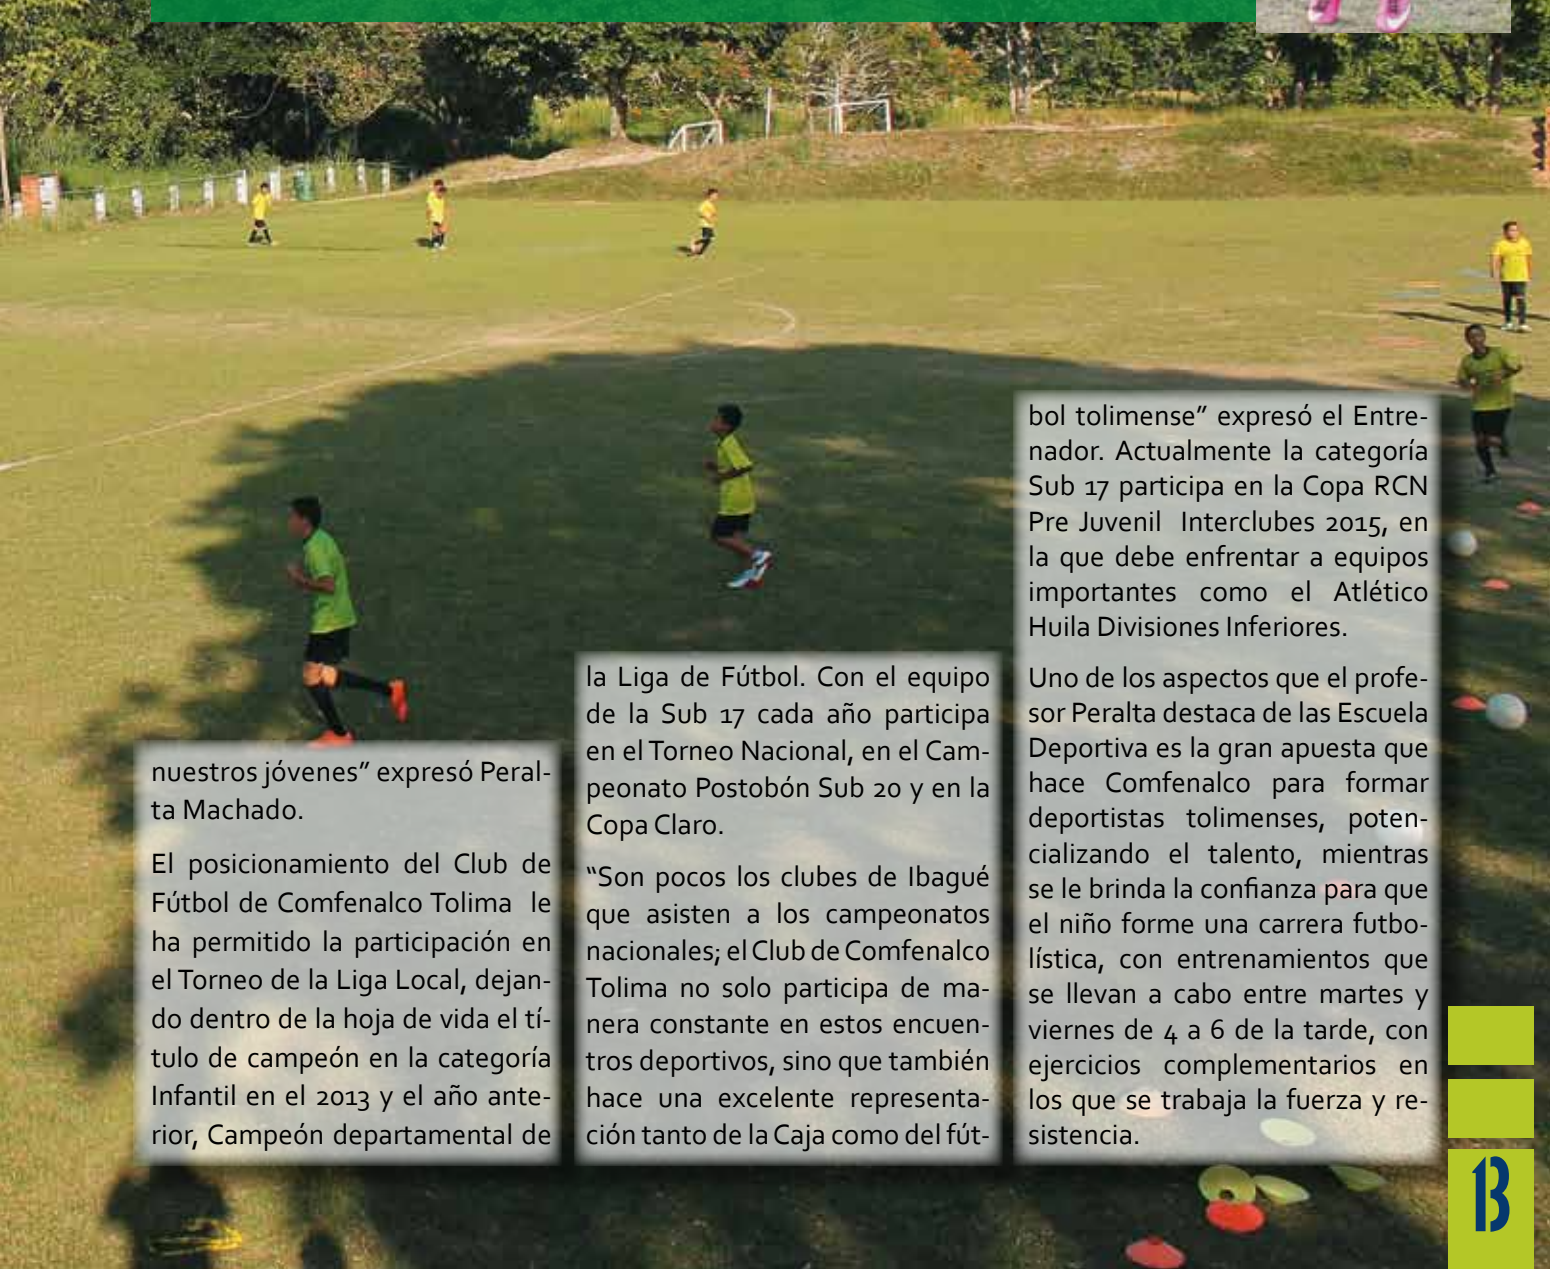 nuestros jóvenes” expresó Peral-
ta Machado.
El posicionamiento del Club de
Fútbol de Comfenalco Tolima le
ha permitido la participación en
el Torneo de la Liga Local, dejan-
do dentro de la hoja de vida el tí-
tulo de campeón en la categoría
Infantil en el 2013 y el año ante-
rior, Campeón departamental de
la Liga de Fútbol. Con el equipo
de la Sub 17 cada año participa
en el Torneo Nacional, en el Cam-
peonato Postobón Sub 20 y en la
Copa Claro.
“Son pocos los clubes de Ibagué
que asisten a los campeonatos
nacionales; el Club de Comfenalco
Tolima no solo participa de ma-
nera constante en estos encuen-
tros deportivos, sino que también
hace una excelente representa-
ción tanto de la Caja como del fút-
bol tolimense” expresó el Entre-
nador. Actualmente la categoría
Sub 17 participa en la Copa RCN
Pre Juvenil Interclubes 2015, en
la que debe enfrentar a equipos
importantes como el Atlético
Huila Divisiones Inferiores.
Uno de los aspectos que el profe-
sor Peralta destaca de las Escuela
Deportiva es la gran apuesta que
hace Comfenalco para formar
deportistas tolimenses, poten-
cializando el talento, mientras
se le brinda la confianza para que
el niño forme una carrera futbo-
lística, con entrenamientos que
se llevan a cabo entre martes y
viernes de 4 a 6 de la tarde, con
ejercicios complementarios en
los que se trabaja la fuerza y re-
sistencia.
13